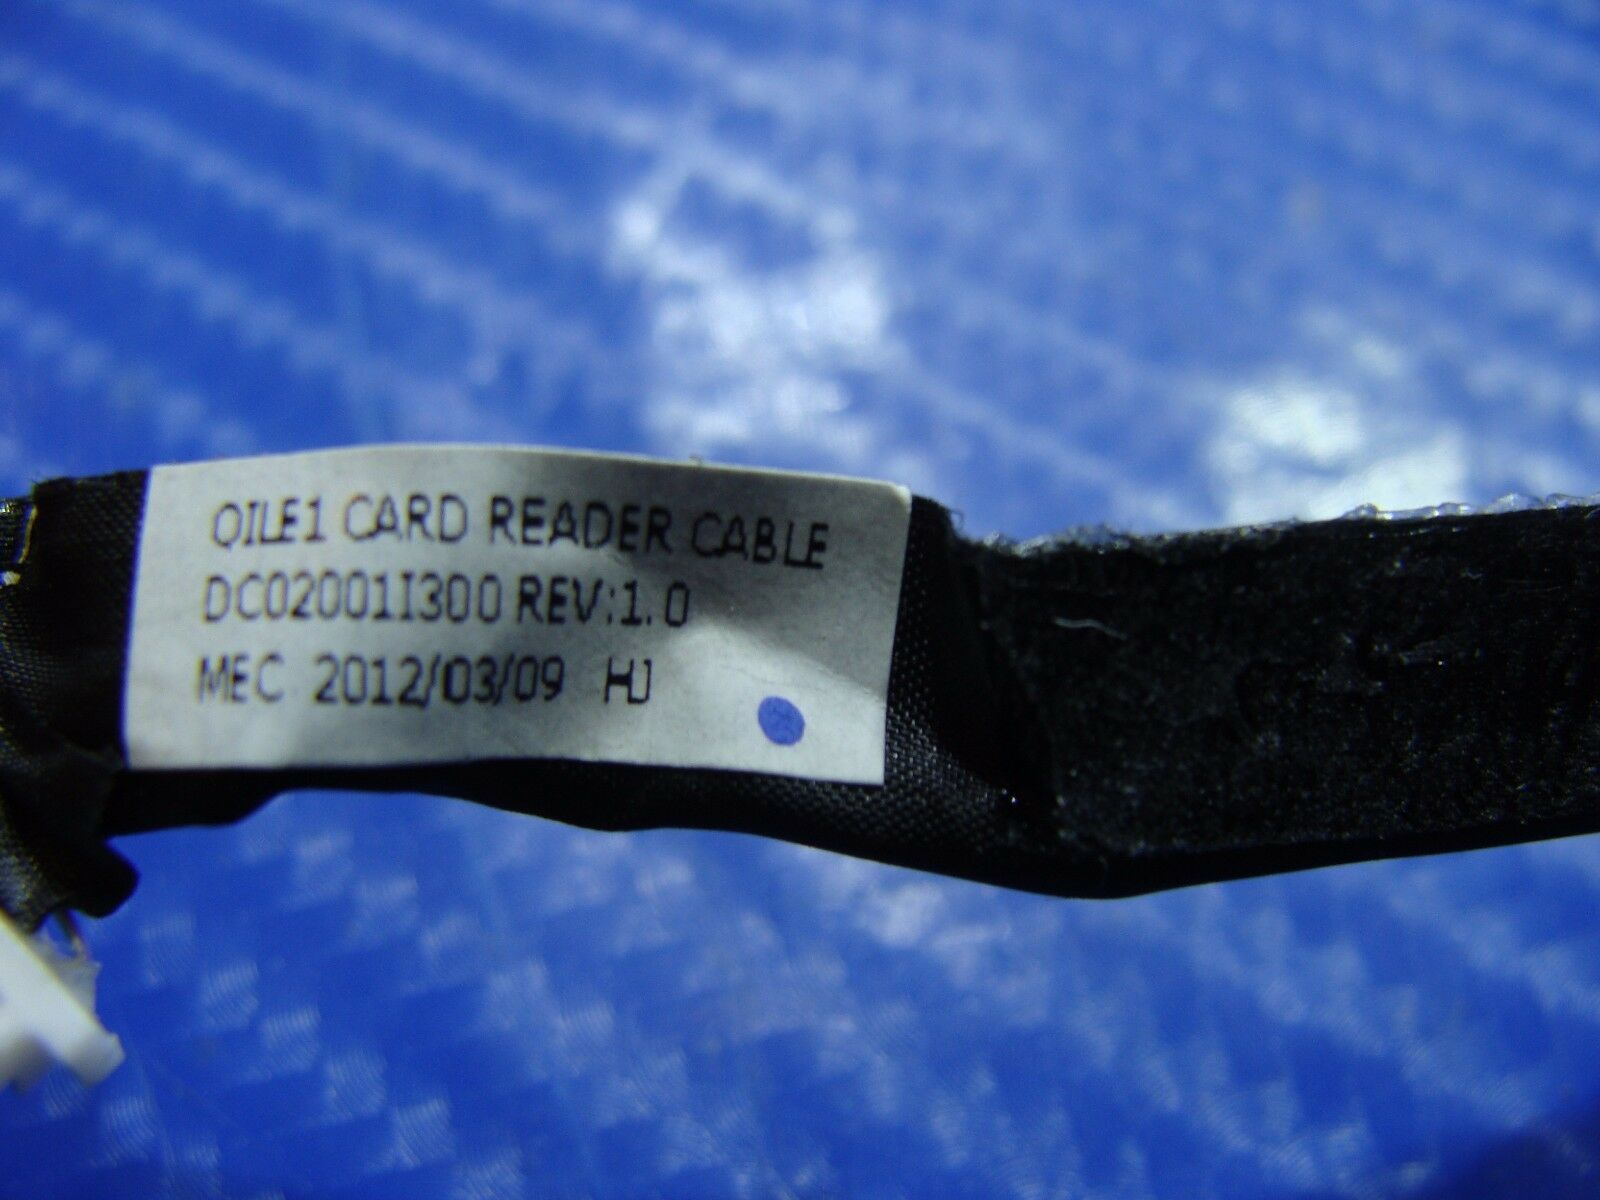 QILE1 CARD READER CABLE
DC02001I300 REV:1.0
MEC 2012/03/09 HJ